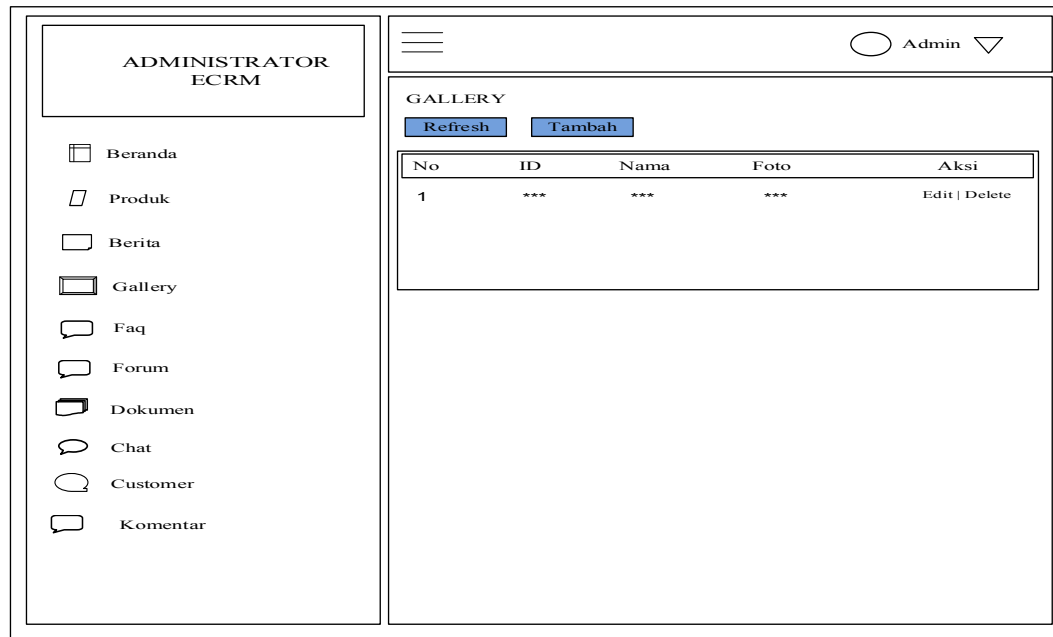 ADMINISTRATOR
ECRM
Beranda
Produk
Berita
Gallery
Faq
Forum
Dokumen
Chat
Customer
Komentar
Admin
GALLERY
Refresh Tambah
No ID Nama Foto Aksi
1 *** *** *** Edit | Delete